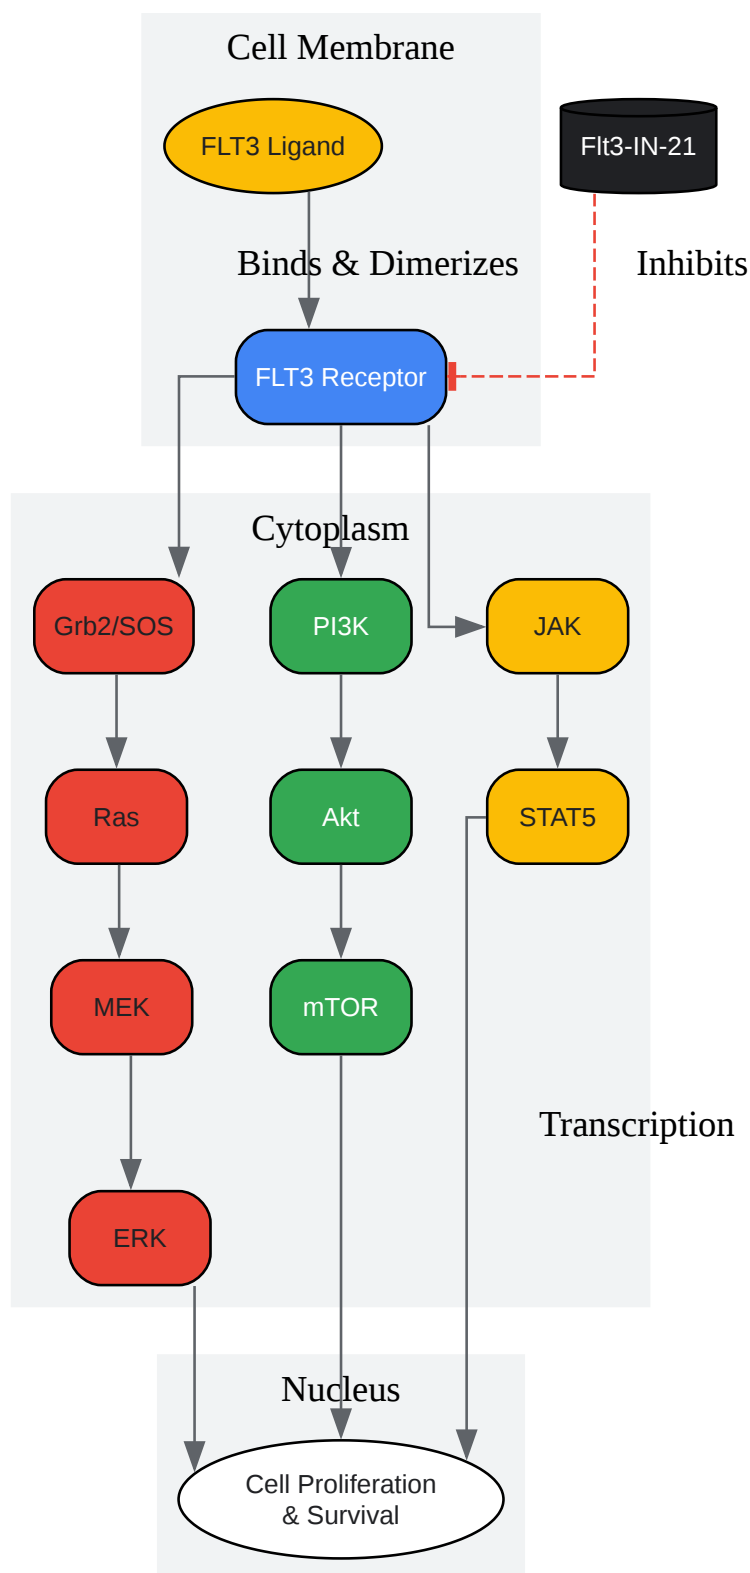 Cell Membrane
FLT3 Ligand
Flt3-IN-21
Binds & Dimerizes
Inhibits
FLT3 Receptor
Cytoplasm
Grb2/SOS
PI3K
JAK
Ras
Akt
STAT5
MEK
mTOR
Transcription
ERK
Nucleus
Cell Proliferation
& Survival